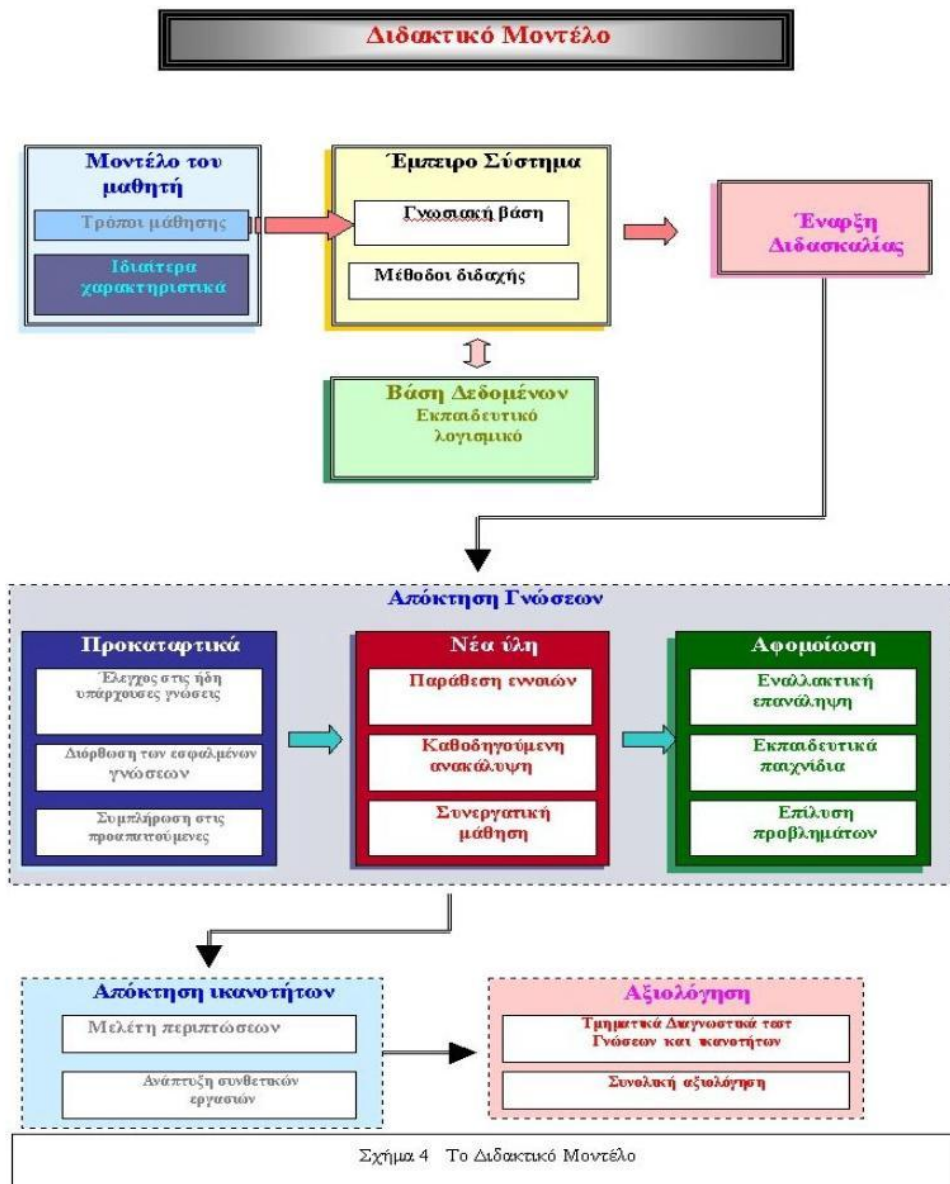 Διδακτικό Μοντέλο
Μοντέλο του
μαθητή
Τρόποι μάθησης
Ιδιαίτερα
χαρακτηριστικά
Έμπειρο Σύστημα
Γνωσιακή βάση
Μέθοδοι διδαχής
Έναρξη
Διδασκαλίας
Βάση Δεδομένων
Εκπαιδευτικό
λογισμικό
Απόκτηση Γνώσεων
Προκαταρτικά
Έλεγχος στις ήδη
υπάρχουσες γνώσεις
Διόρθωση των εσφαλμένων
γνώσεων
Συμπλήρωση στις
προαπαιτούμενες
Νέα ύλη
Παράθεση εννοιών
Καθοδηγούμενη
ανακάλυψη
Συνεργατική
μάθηση
Αφομοίωση
Εναλλακτική
επανάληψη
Εκπαιδευτικά
παιχνίδια
Επίλυση
προβλημάτων
Απόκτηση ικανοτήτων
Μελέτη περιπτώσεων
Ανάπτυξη συνθετικών
εργασιών
Αξιολόγηση
Τμηματικά Διαγνωστικά ταστ
Γνώσεων και ικανοτήτων
Συνολική αξιολόγηση
Σχήμα 4 Το Διδακτικό Μοντέλο